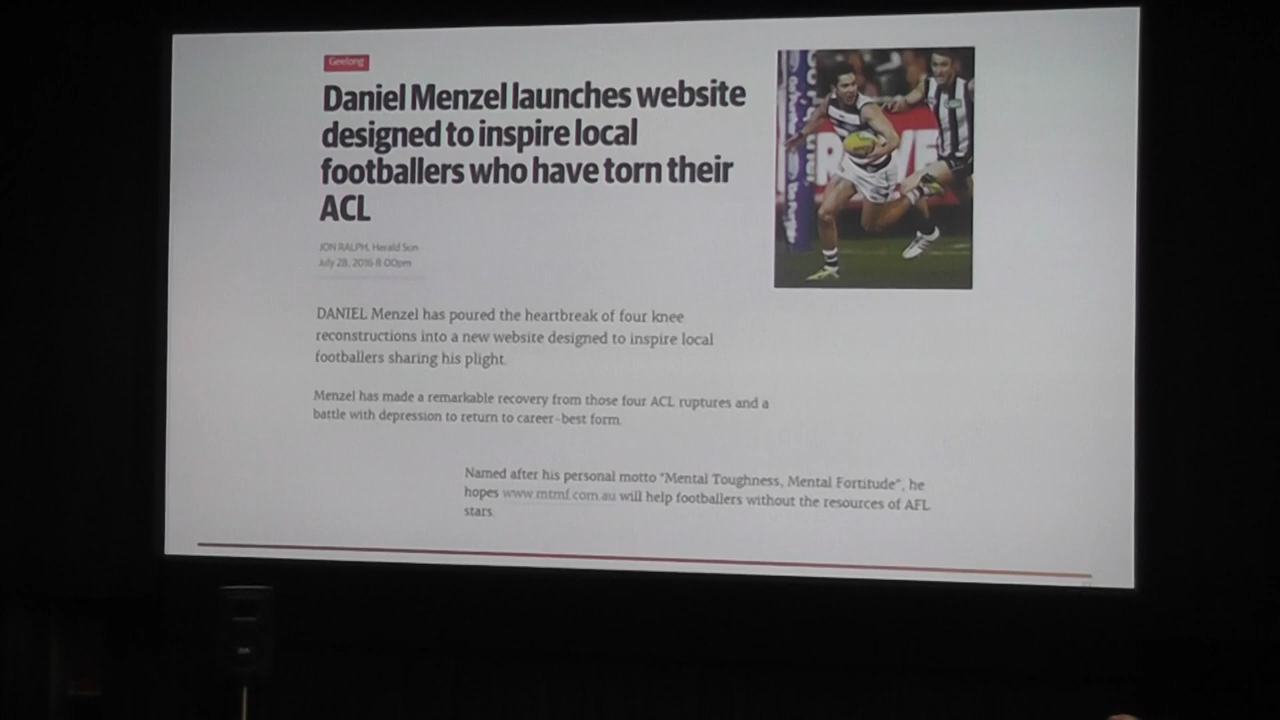 Geelong
Daniel Menzel launches website
designed to inspire local
footballers who have torn their
ACL
JON RALPH, Herald Sun
July 28, 2016 8:00pm
DANIEL Menzel has poured the heartbreak of four knee
reconstructions into a new website designed to inspire local
footballers sharing his plight.
Menzel has made a remarkable recovery from those four ACL ruptures and a
battle with depression to return to career-best form.
Named after his personal motto "Mental Toughness, Mental Fortitude", he
hopes www.mtmf.com.au will help footballers without the resources of AFL
stars.